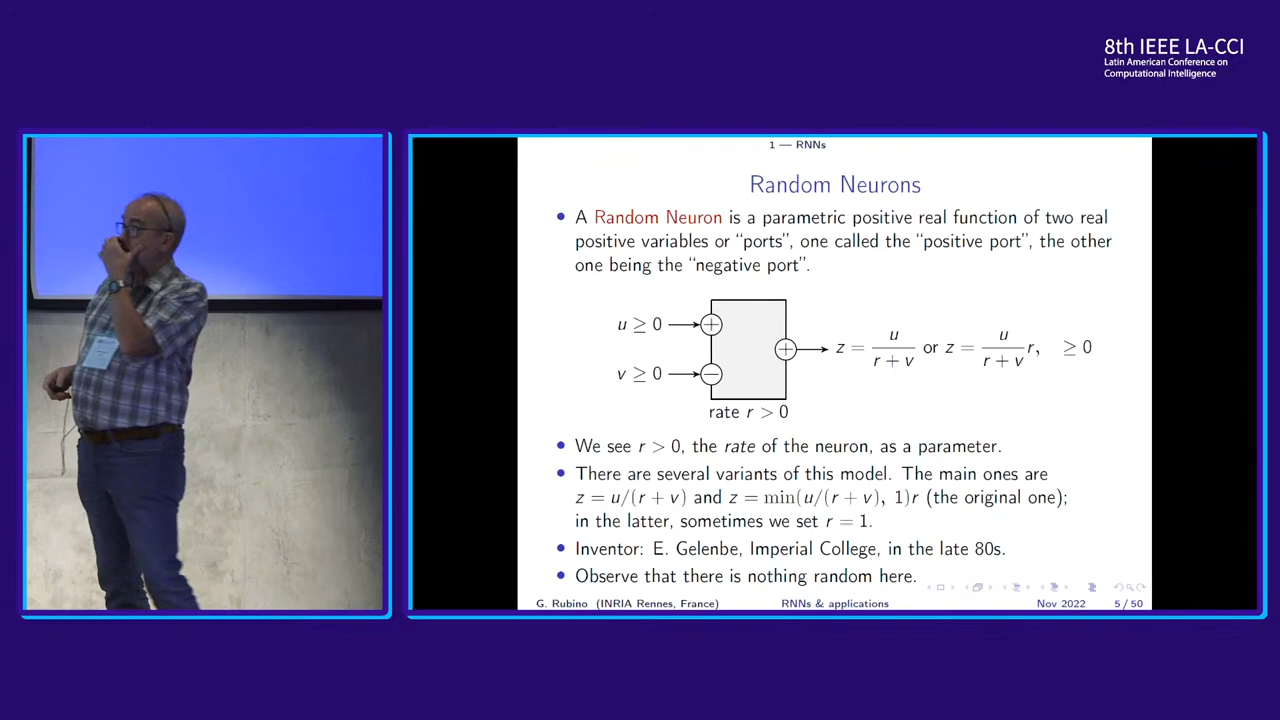 8th IEEE LA-CCI
Latin American Conference on
Computational Intelligence
1 — RNNs
Random Neurons
• A Random Neuron is a parametric positive real function of two real
positive variables or “ports”, one called the “positive port”, the other
one being the “negative port”.
u ≥ 0
+
v ≥ 0
−
+
z = u/(r + v) or z = u/(r + v) r, ≥ 0
rate r > 0
• We see r > 0, the rate of the neuron, as a parameter.
• There are several variants of this model. The main ones are
z = u/(r + v) and z = min(u/(r + v), 1)r (the original one);
in the latter, sometimes we set r = 1.
• Inventor: E. Gelenbe, Imperial College, in the late 80s.
• Observe that there is nothing random here.
G. Rubino (INRIA Rennes, France) RNNs & applications Nov 2022 5 / 50